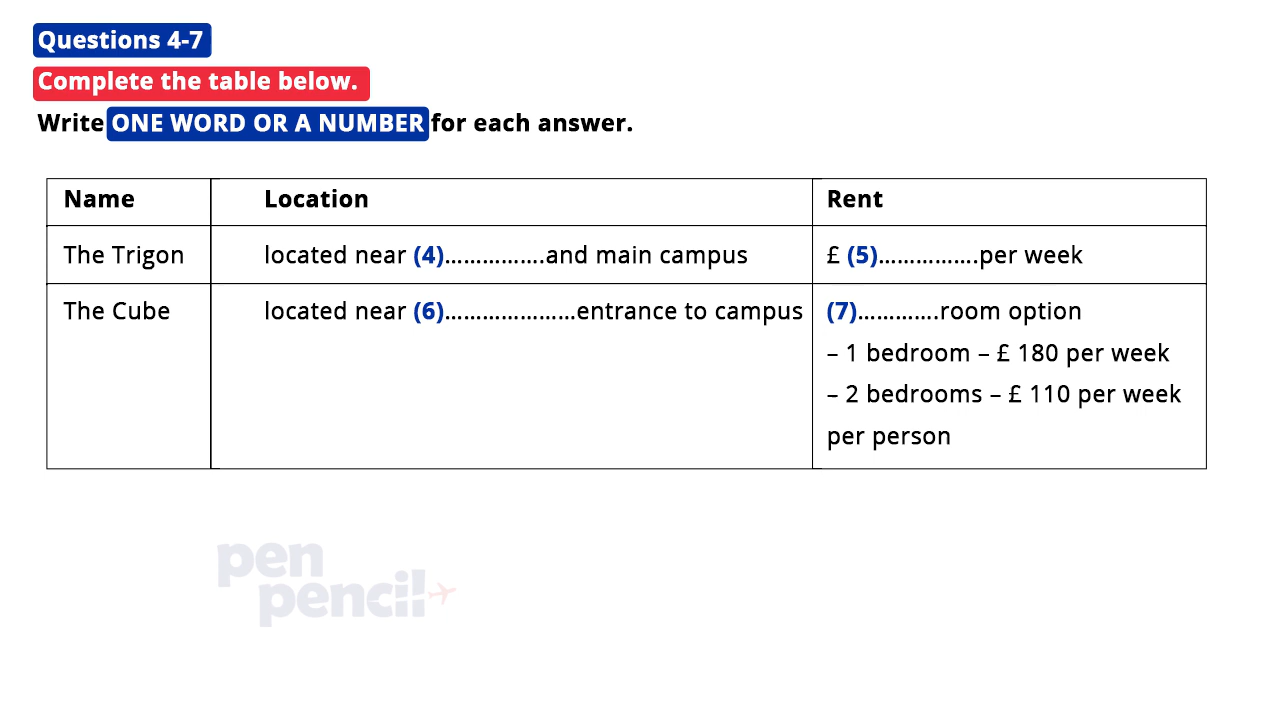 Questions 4-7
Complete the table below.
Write ONE WORD OR A NUMBER for each answer.
Name Location Rent
The Trigon located near (4)................and main campus £ (5)................per week
The Cube located near (6).....................entrance to campus (7).............room option
– 1 bedroom – £ 180 per week
– 2 bedrooms – £ 110 per week
per person
pen
pencil